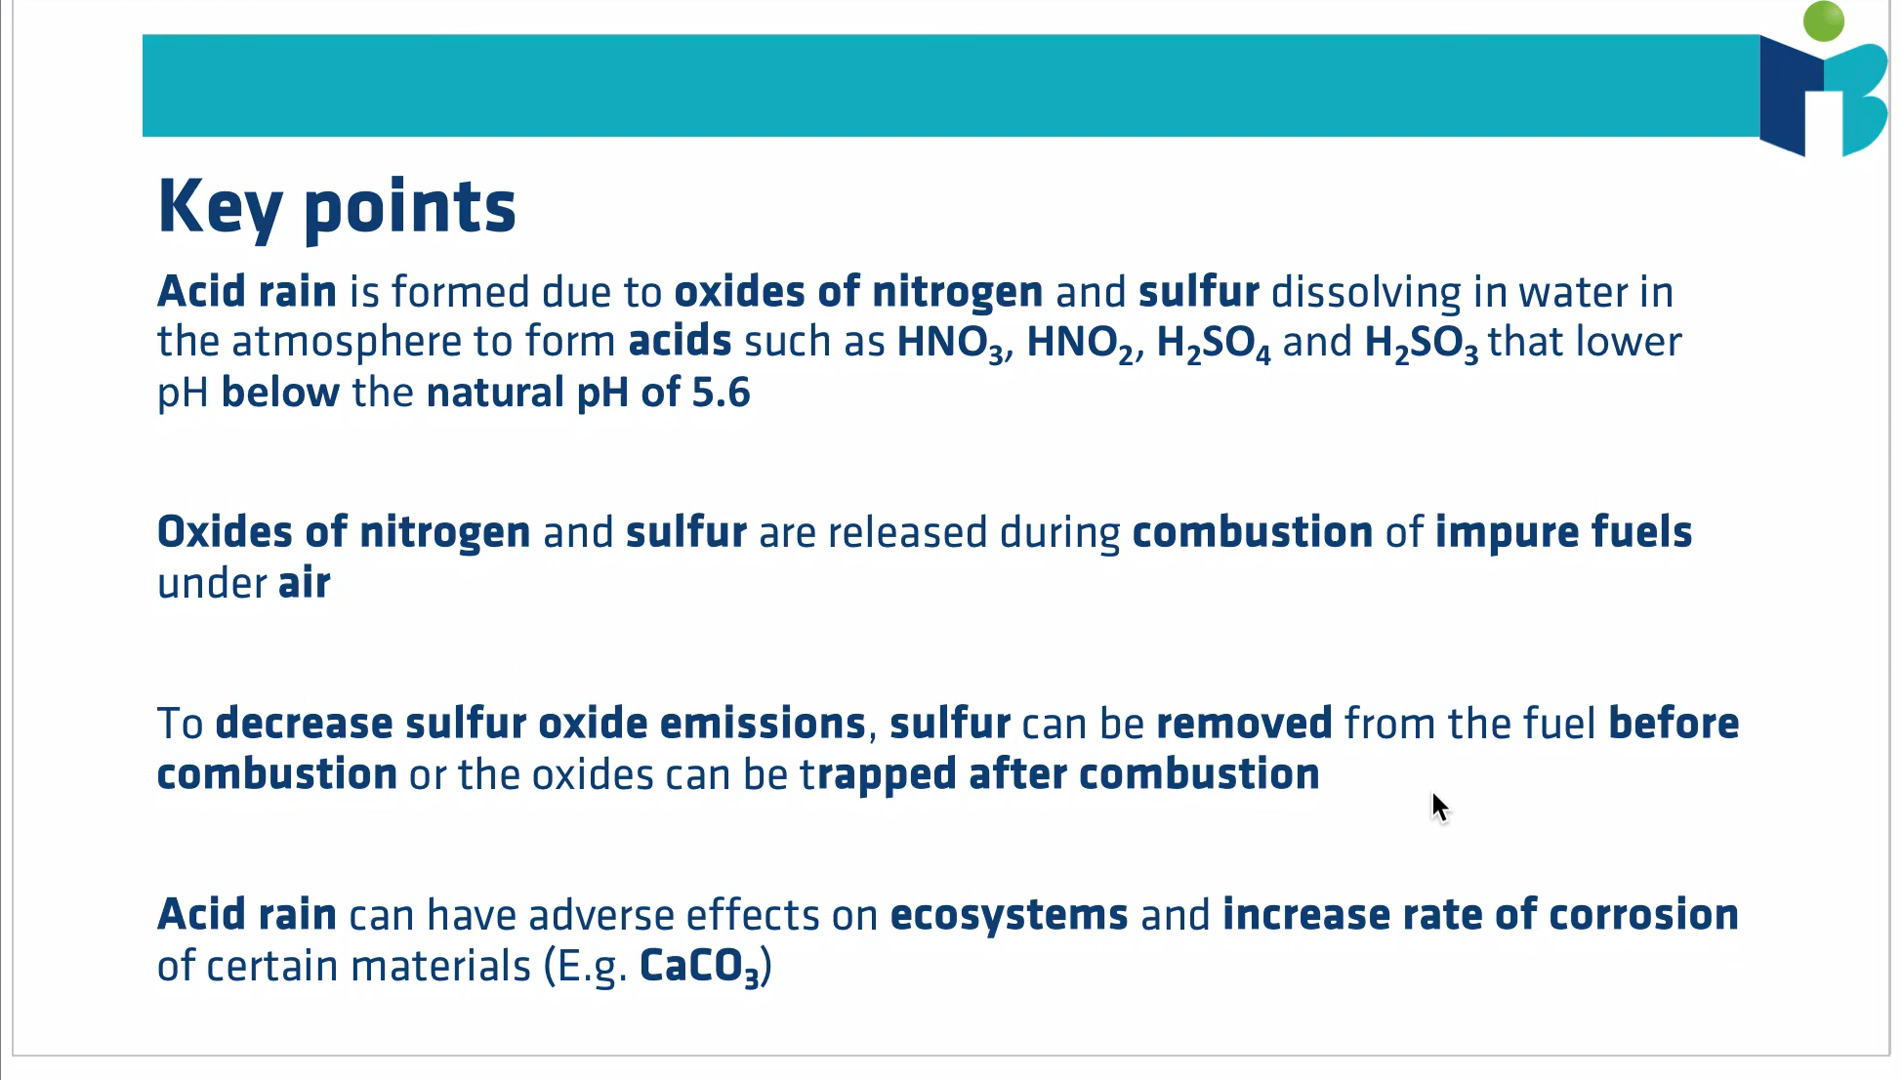 Key points
Acid rain is formed due to oxides of nitrogen and sulfur dissolving in water in
the atmosphere to form acids such as HNO₃, HNO₂, H₂SO₄ and H₂SO₃ that lower
pH below the natural pH of 5.6
Oxides of nitrogen and sulfur are released during combustion of impure fuels
under air
To decrease sulfur oxide emissions, sulfur can be removed from the fuel before
combustion or the oxides can be trapped after combustion
Acid rain can have adverse effects on ecosystems and increase rate of corrosion
of certain materials (E.g. CaCO₃)